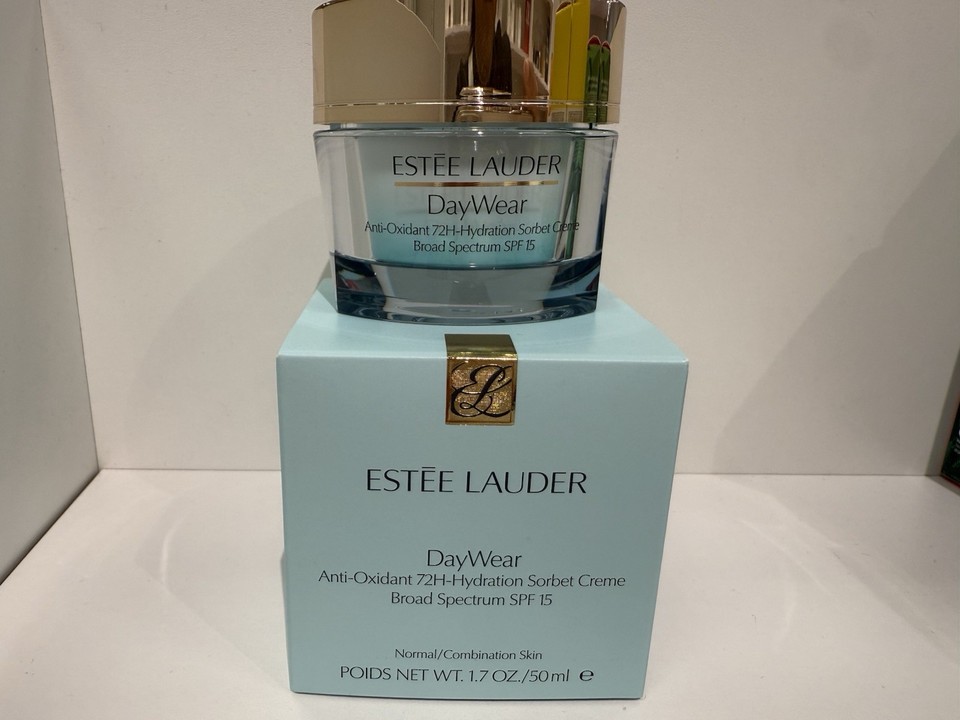 ESTĒE LAUDER
DayWear
Anti-Oxidant 72H-Hydration Sorbet Creme
Broad Spectrum SPF 15
EL
ESTĒE LAUDER
DayWear
Anti-Oxidant 72H-Hydration Sorbet Creme
Broad Spectrum SPF 15
Normal/Combination Skin
POIDS NET WT. 1.7 OZ./50 ml ℮